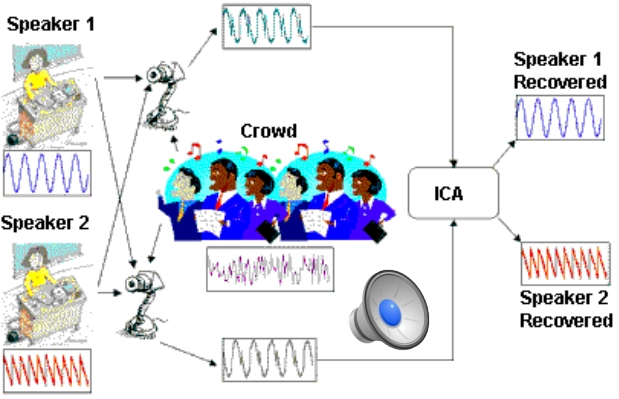 Speaker 1
Speaker 2
Crowd
ICA
Speaker 1
Recovered
Speaker 2
Recovered